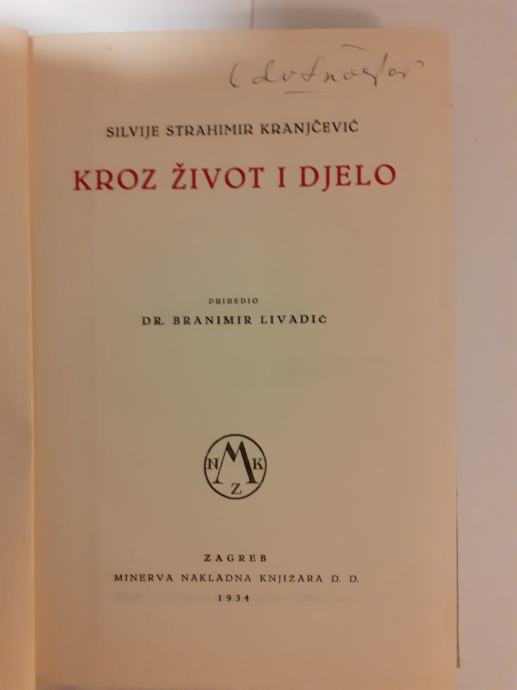 SILVIJE STRAHIMIR KRANJČEVIĆ
KROZ ŽIVOT I DJELO
PRIREDIO
DR. BRANIMIR LIVADIĆ
N M K
Z
ZAGREB
MINERVA NAKLADNA KNJIŽARA D. D.
1934